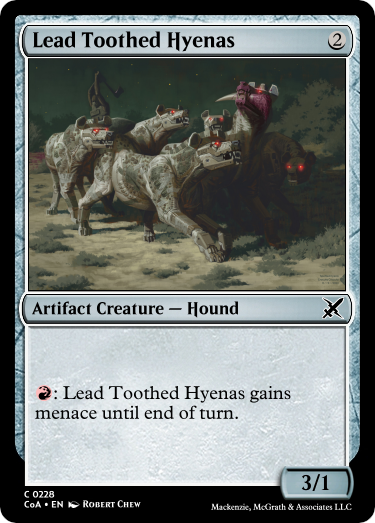 Lead Toothed Hyenas 2
Artifact Creature — Hound
: Lead Toothed Hyenas gains
menace until end of turn.
3/1
C 0228
CoA • EN Robert Chew
Mackenzie, McGrath & Associates LLC